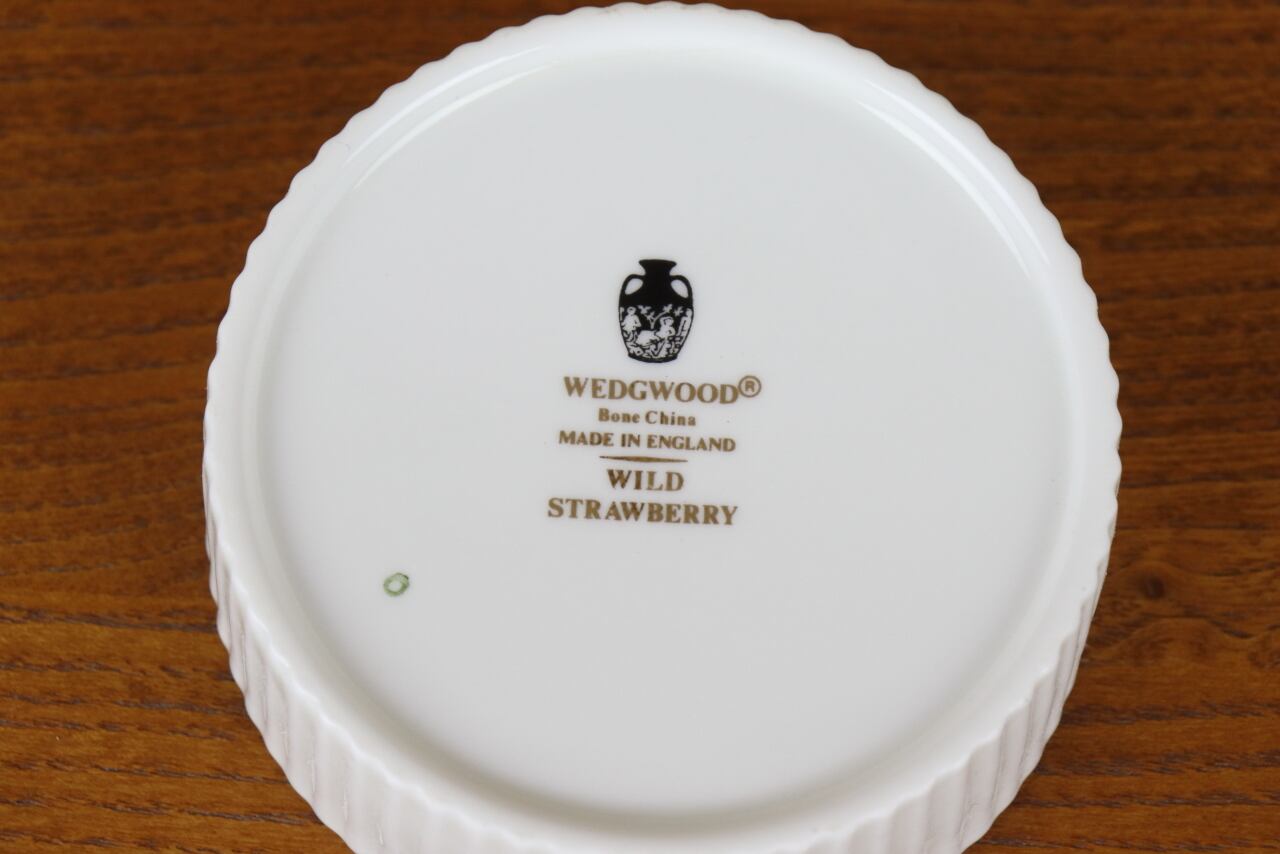 WEDGWOOD®
Bone China
MADE IN ENGLAND
WILD
STRAWBERRY